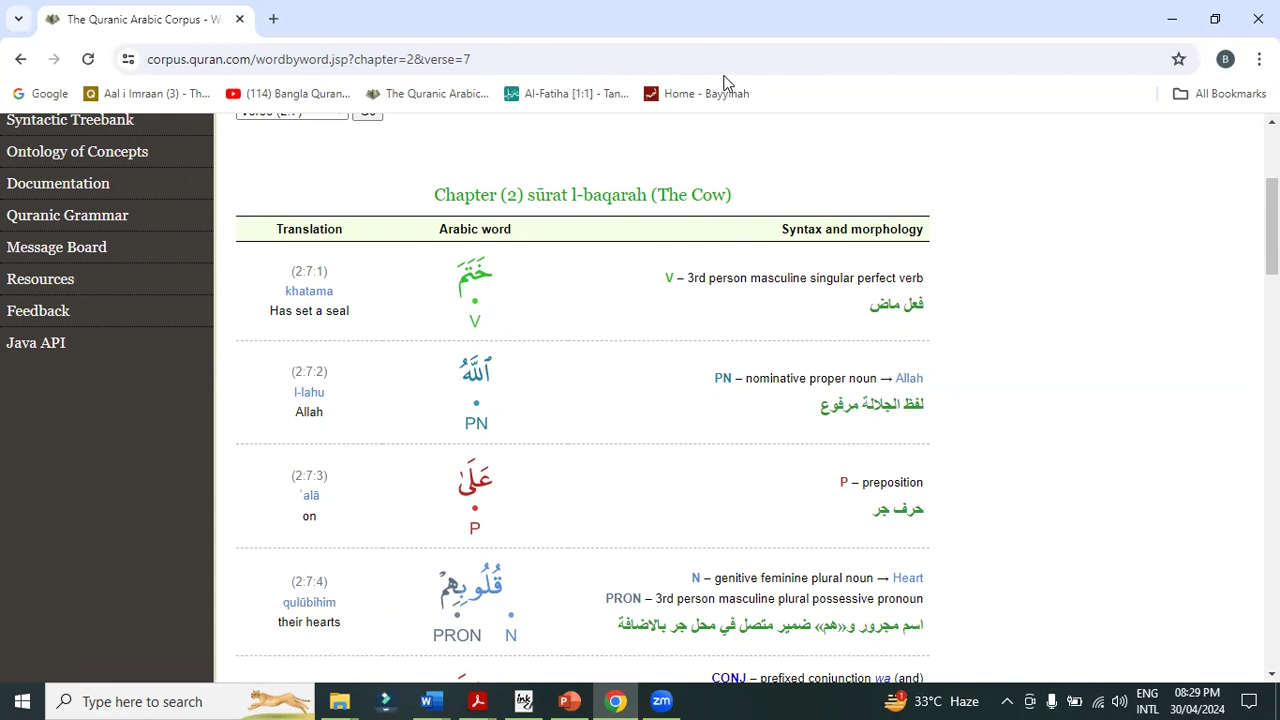 The Quranic Arabic Corpus - Wo
corpus.quran.com/wordbyword.jsp?chapter=2&verse=7
B
Google
Aal i Imraan (3) - Th...
(114) Bangla Quran...
The Quranic Arabic...
Al-Fatiha [1:1] - Tan...
Home - Bayyinah
All Bookmarks
Syntactic Treebank
Ontology of Concepts
Documentation
Quranic Grammar
Message Board
Resources
Feedback
Java API
Chapter (2) sūrat l-baqarah (The Cow)
Translation Arabic word Syntax and morphology
(2:7:1)
khatama
Has set a seal
خَتَمَ
V
V – 3rd person masculine singular perfect verb
فعل ماض
(2:7:2)
l-lahu
Allah
ٱللَّهُ
PN
PN – nominative proper noun → Allah
لفظ الجلالة مرفوع
(2:7:3)
ʿalā
on
عَلَىٰ
P
P – preposition
حرف جر
(2:7:4)
qulūbihim
their hearts
قُلُوبِهِمْ
PRON N
N – genitive feminine plural noun → Heart
PRON – 3rd person masculine plural possessive pronoun
اسم مجرور و«هم» ضمير متصل في محل جر بالاضافة
CONJ – prefixed conjunction wa (and)
Type here to search
33°C Haze
ENG
INTL
08:29 PM
30/04/2024